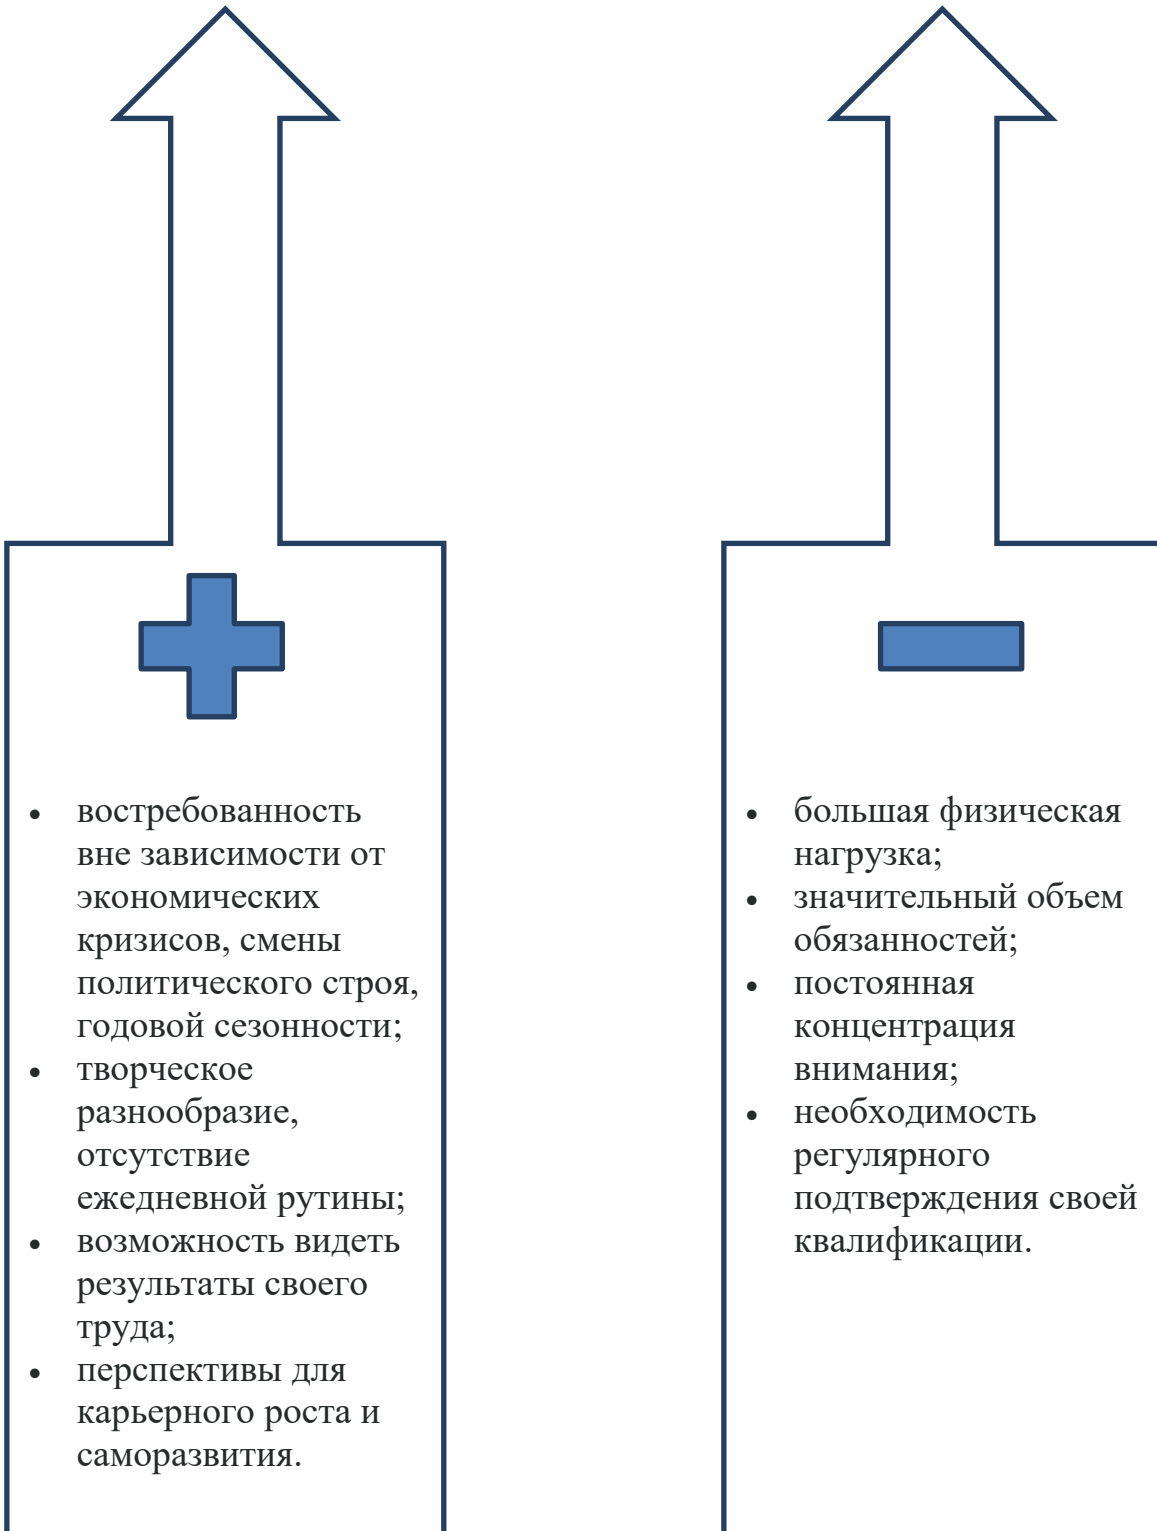 • востребованность
вне зависимости от
экономических
кризисов, смены
политического строя,
годовой сезонности;
• творческое
разнообразие,
отсутствие
ежедневной рутины;
• возможность видеть
результаты своего
труда;
• перспективы для
карьерного роста и
саморазвития.
• большая физическая
нагрузка;
• значительный объем
обязанностей;
• постоянная
концентрация
внимания;
• необходимость
регулярного
подтверждения своей
квалификации.